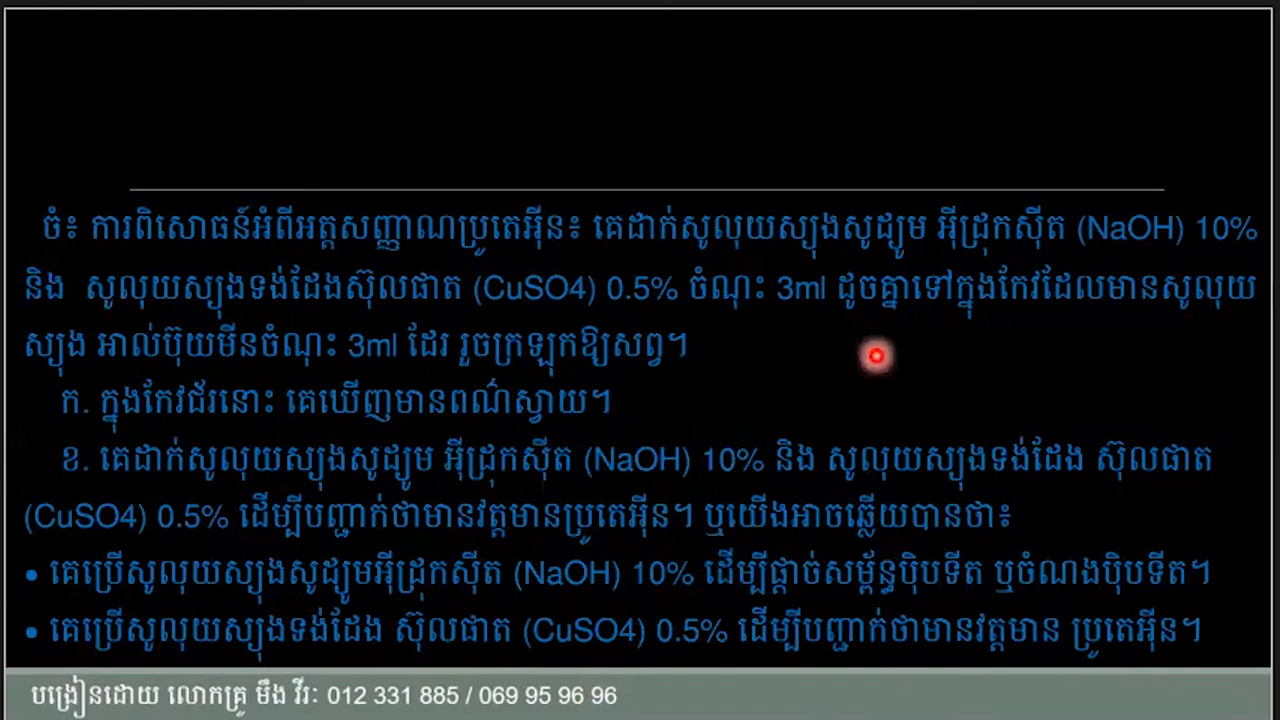 ចំ៖ ការពិសោធន៍អំពីអត្តសញ្ញាណប្រូតេអ៊ីន៖ គេដាក់សូលុយស្យុងសូដ្យូម អ៊ីដ្រុកស៊ីត (NaOH) 10%
និង សូលុយស្យុងទង់ដែងស៊ុលផាត (CuSO4) 0.5% ចំណុះ 3ml ដូចគ្នាទៅក្នុងកែវដែលមានសូលុយ
ស្យុង អាល់ប៊ុយមីនចំណុះ 3ml ដែរ រួចក្រឡុកឱ្យសព្វ។
ក. ក្នុងកែវជ័រនោះ គេឃើញមានពណ៌ស្វាយ។
ខ. គេដាក់សូលុយស្យុងសូដ្យូម អ៊ីដ្រុកស៊ីត (NaOH) 10% និង សូលុយស្យុងទង់ដែង ស៊ុលផាត
(CuSO4) 0.5% ដើម្បីបញ្ជាក់ថាមានវត្តមានប្រូតេអ៊ីន។ ឬយើងអាចឆ្លើយបានថា៖
• គេប្រើសូលុយស្យុងសូដ្យូមអ៊ីដ្រុកស៊ីត (NaOH) 10% ដើម្បីផ្តាច់សម្ព័ន្ធប៉ិបទីត ឬចំណងប៉ិបទីត។
• គេប្រើសូលុយស្យុងទង់ដែង ស៊ុលផាត (CuSO4) 0.5% ដើម្បីបញ្ជាក់ថាមានវត្តមាន ប្រូតេអ៊ីន។
បង្រៀនដោយ លោកគ្រូ ម៉ឹង វីរៈ 012 331 885 / 069 95 96 96